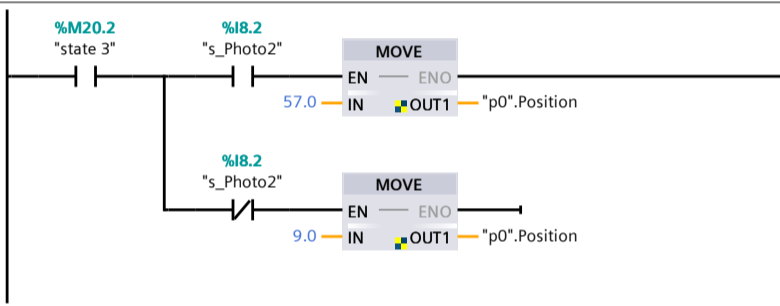 %M20.2 %I8.2
"state 3" "s_Photo2"
MOVE
EN ENO
57.0 IN OUT1 "p0".Position
%I8.2
"s_Photo2"
MOVE
EN ENO
9.0 IN OUT1 "p0".Position